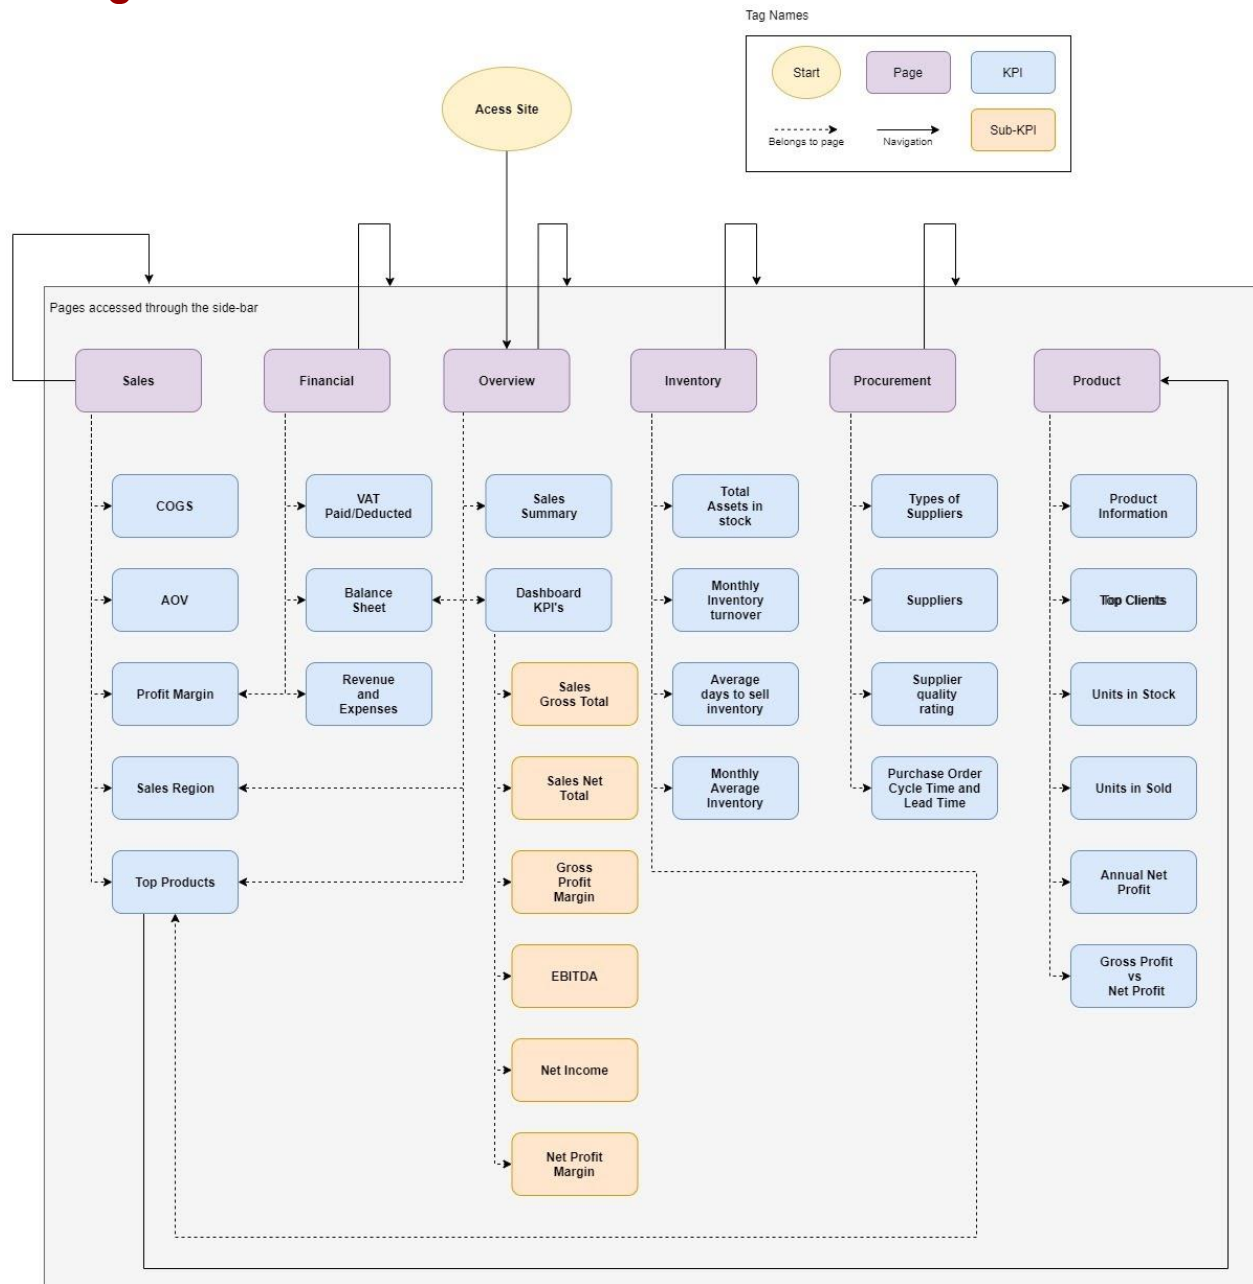 Tag Names
Start
Page
KPI
Belongs to page
Navigation
Sub-KPI
Acess Site
Pages accessed through the side-bar
Sales
Financial
Overview
Inventory
Procurement
Product
COGS
VAT
Paid/Deducted
Sales
Summary
Total
Assets in
stock
Types of
Suppliers
Product
Information
AOV
Balance
Sheet
Dashboard
KPI's
Monthly
Inventory
turnover
Suppliers
Top Clients
Profit Margin
Revenue
and
Expenses
Sales
Gross Total
Average
days to sell
inventory
Supplier
quality
rating
Units in Stock
Sales Region
Sales Net
Total
Monthly
Average
Inventory
Purchase Order
Cycle Time and
Lead Time
Units in Sold
Top Products
Gross
Profit
Margin
Annual Net
Profit
EBITDA
Gross Profit
vs
Net Profit
Net Income
Net Profit
Margin